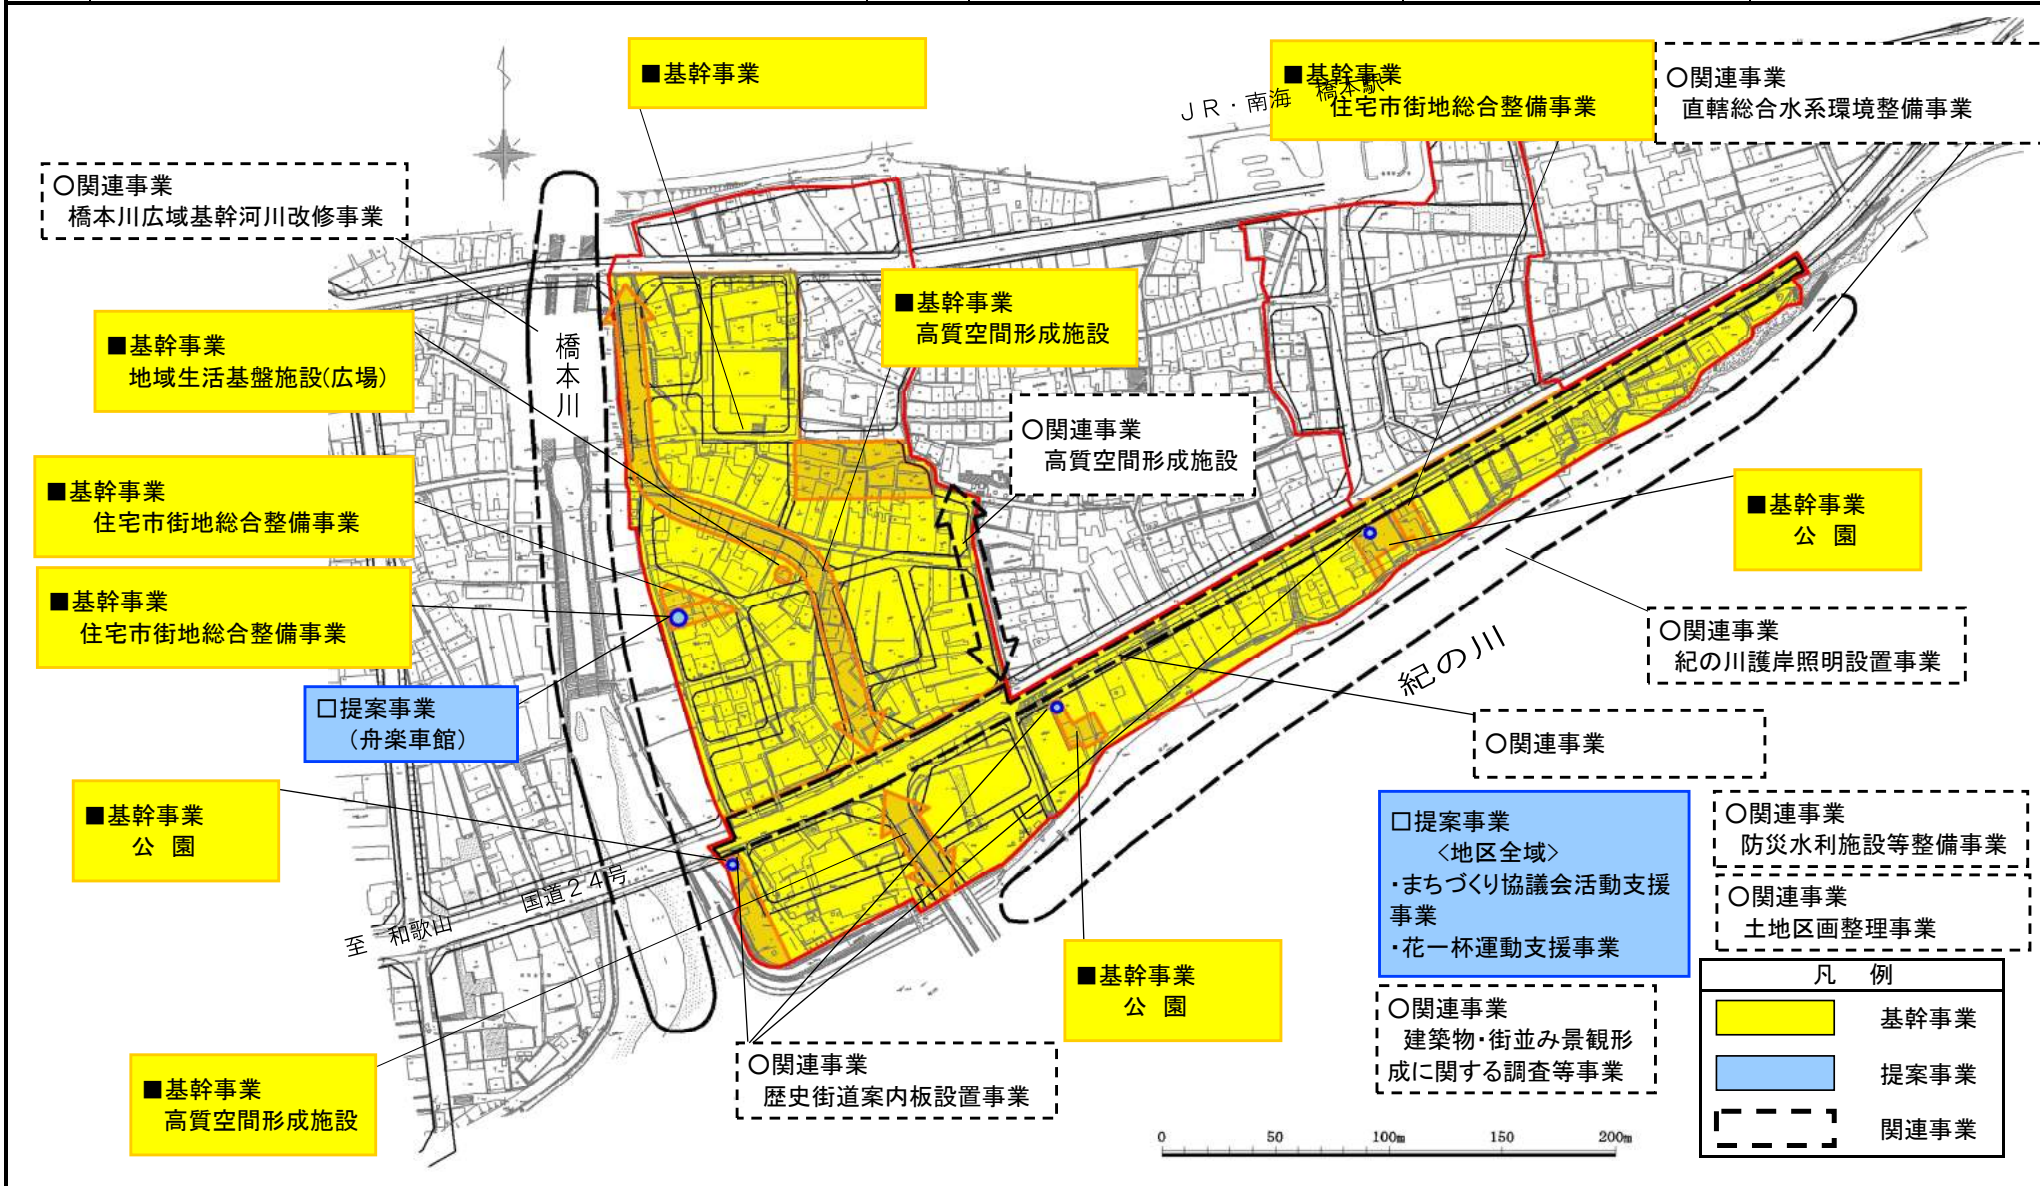 ■基幹事業
■基幹事業
住宅市街地総合整備事業
○関連事業
直轄総合水系環境整備事業
JR・南海 橋本駅
○関連事業
橋本川広域基幹河川改修事業
■基幹事業
高質空間形成施設
■基幹事業
地域生活基盤施設(広場)
橋本川
○関連事業
高質空間形成施設
■基幹事業
住宅市街地総合整備事業
■基幹事業
公 園
■基幹事業
住宅市街地総合整備事業
○関連事業
紀の川護岸照明設置事業
紀の川
□提案事業
(舟楽車館)
○関連事業
■基幹事業
公 園
□提案事業
<地区全域>
・まちづくり協議会活動支援
事業
・花一杯運動支援事業
○関連事業
防災水利施設等整備事業
○関連事業
土地区画整理事業
国道24号
至 和歌山
■基幹事業
公 園
○関連事業
建築物・街並み景観形
成に関する調査等事業
■基幹事業
高質空間形成施設
○関連事業
歴史街道案内板設置事業
凡 例
基幹事業
提案事業
関連事業
0 50 100m 150 200m